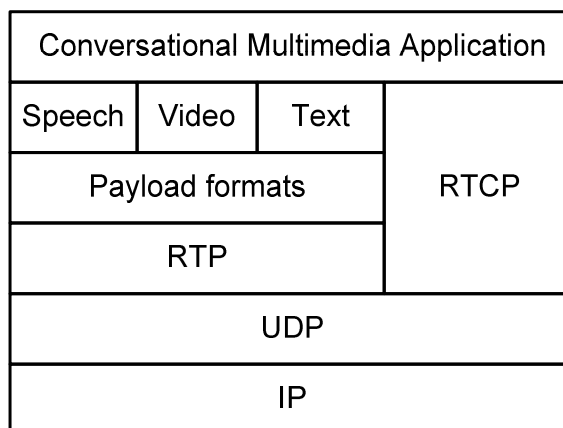 Conversational Multimedia Application
Speech
Video
Text
Payload formats
RTCP
RTP
UDP
IP